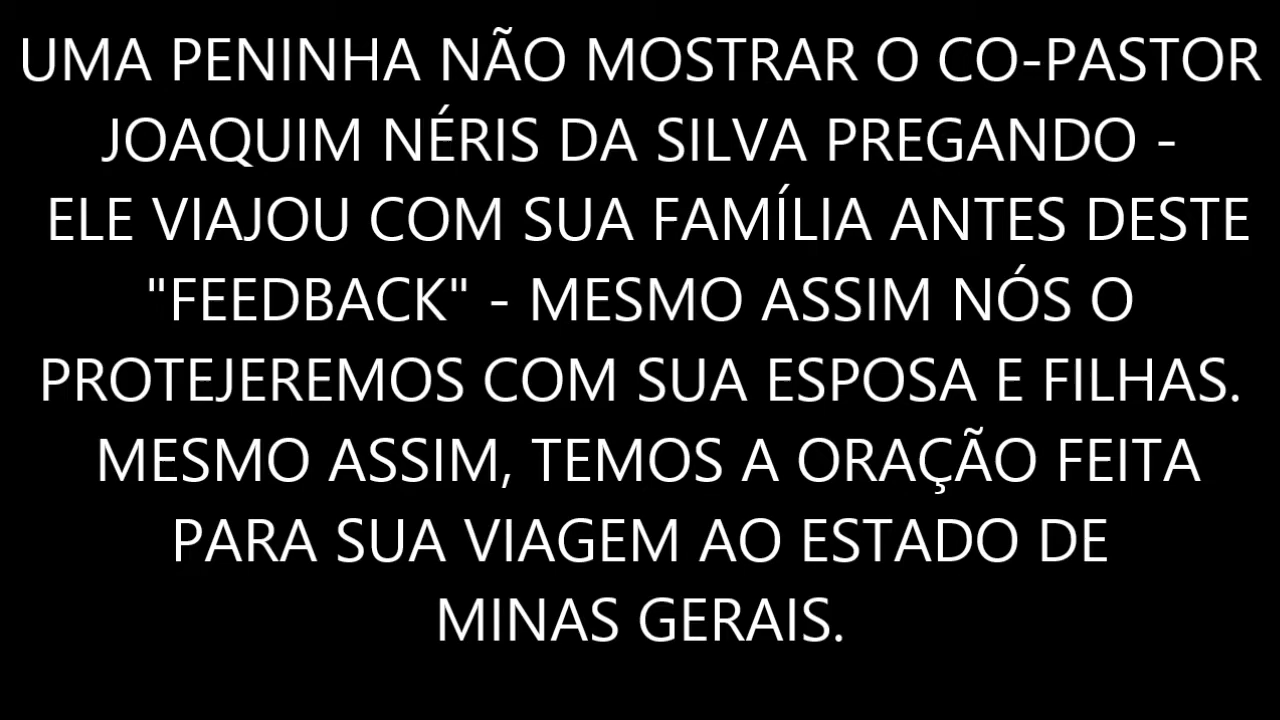 UMA PENINHA NÃO MOSTRAR O CO-PASTOR
JOAQUIM NÉRIS DA SILVA PREGANDO -
ELE VIAJOU COM SUA FAMÍLIA ANTES DESTE
"FEEDBACK" - MESMO ASSIM NÓS O
PROTEJEREMOS COM SUA ESPOSA E FILHAS.
MESMO ASSIM, TEMOS A ORAÇÃO FEITA
PARA SUA VIAGEM AO ESTADO DE
MINAS GERAIS.